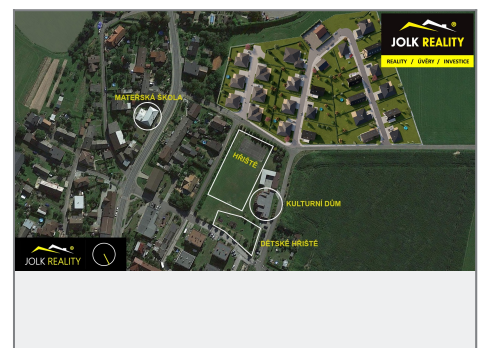 JOLK REALITY
REALITY / ÚVĚRY / INVESTICE
MATEŘSKÁ ŠKOLA
HŘIŠTĚ
KULTURNÍ DŮM
DĚTSKÉ HŘIŠTĚ
JOLK REALITY